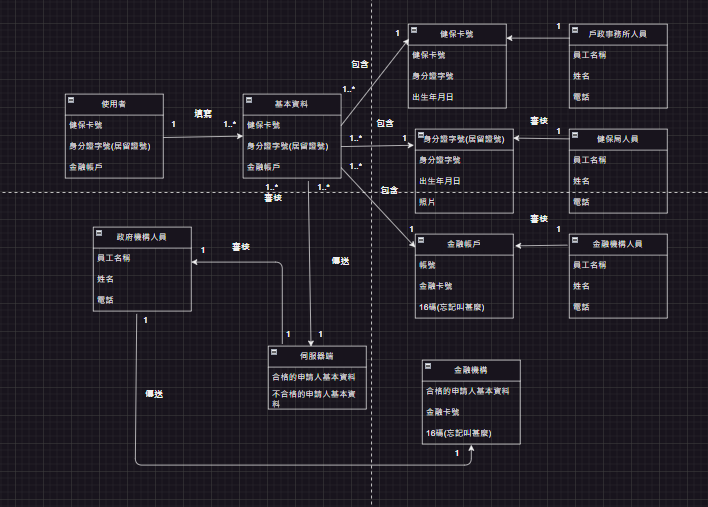 使用者
健保卡號
身分證字號(居留證號)
金融帳戶
1
填寫
1..*
基本資料
健保卡號
身分證字號(居留證號)
金融帳戶
1..*
包含
1
1..*
包含
1
1..*
包含
1
健保卡號
健保卡號
身分證字號
出生年月日
1
戶政事務所人員
員工名稱
姓名
電話
身分證字號(居留證號)
身分證字號
出生年月日
照片
審核
1
健保局人員
員工名稱
姓名
電話
金融帳戶
帳號
金融卡號
16碼(忘記叫甚麼)
審核
1
金融機構人員
員工名稱
姓名
電話
1..*
審核
1..*
傳送
1
政府機構人員
員工名稱
姓名
電話
1
審核
1
伺服器端
合格的申請人基本資料
不合格的申請人基本資
料
1
傳送
1
金融機構
合格的申請人基本資料
金融卡號
16碼(忘記叫甚麼)